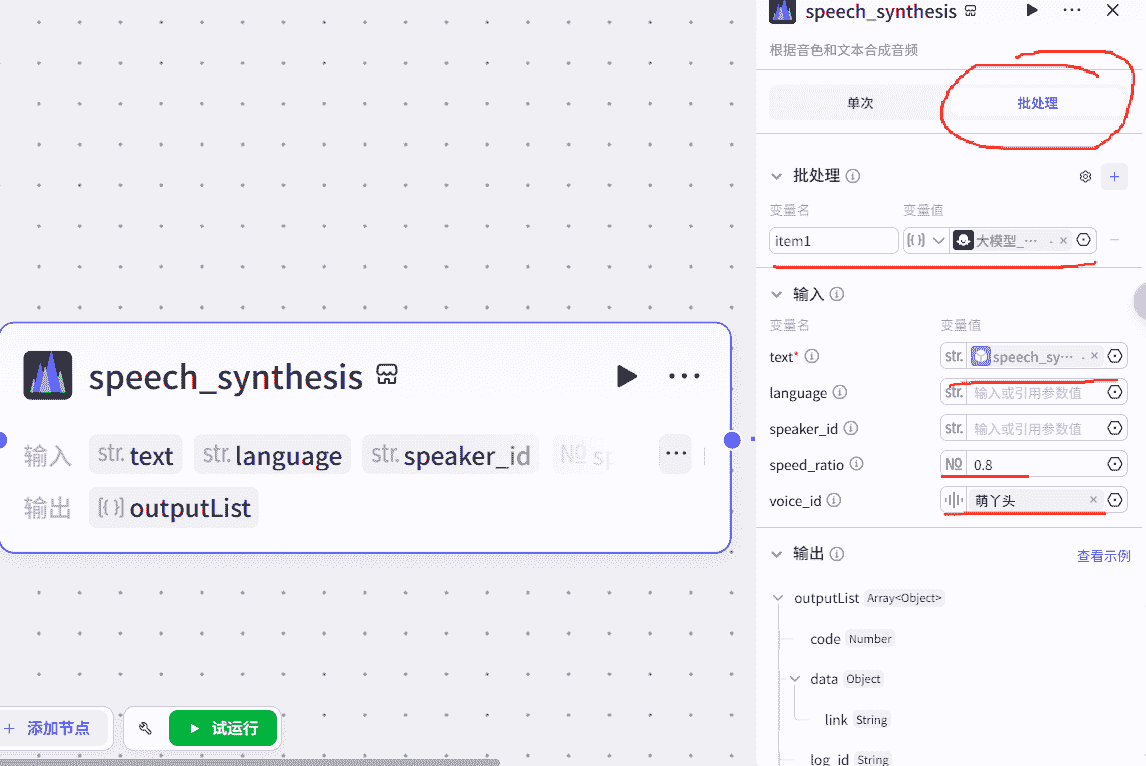 speech_synthesis
根据音色和文本合成音频
单次 批处理
批处理
变量名 变量值
item1 大模型_··· .
输入
变量名 变量值
text* str. speech_sy··· .
language str. 输入或引用参数值
speaker_id str. 输入或引用参数值
speed_ratio № 0.8
voice_id 萌丫头
输出 查看示例
outputList Array<Object>
code Number
data Object
link String
log_id String
speech_synthesis
输入 str. text str. language str. speaker_id № sp
输出 outputList
添加节点 试运行